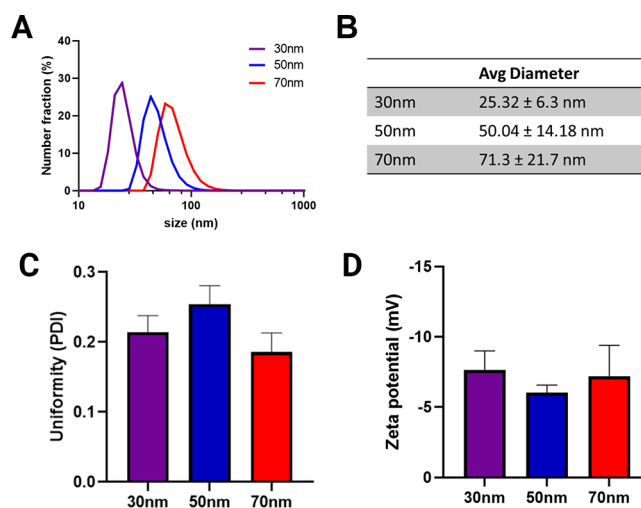 A
Number fraction (%)
40
30
20
10
0
10
100
1000
size (nm)
30nm
50nm
70nm
B
Avg Diameter
30nm 25.32 ± 6.3 nm
50nm 50.04 ± 14.18 nm
70nm 71.3 ± 21.7 nm
C
Uniformity (PDI)
0.3
0.2
0.1
0.0
30nm 50nm 70nm
D
Zeta potential (mV)
-15
-10
-5
0
30nm 50nm 70nm